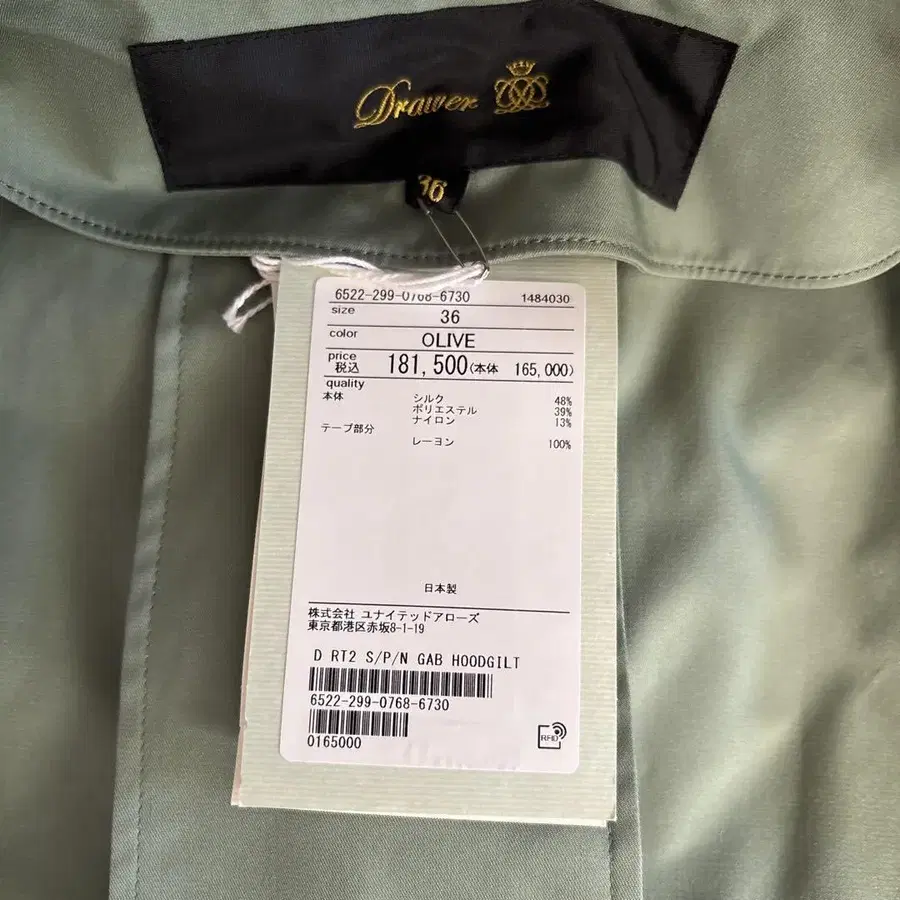 Drawer
36
6522-299-0768-6730 1484030
size 36
color OLIVE
price 税込 181,500(本体 165,000)
quality
本体 シルク 48%
ポリエステル 39%
ナイロン 13%
テープ部分
レーヨン 100%
日本製
株式会社 ユナイテッドアローズ
東京都港区赤坂8-1-19
D RT2 S/P/N GAB HOODGILT
6522-299-0768-6730
0165000
RFID